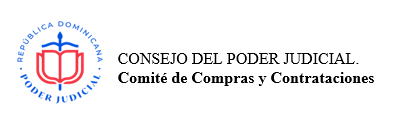 REPÚBLICA DOMINICANA
PODER JUDICIAL
CONSEJO DEL PODER JUDICIAL.
Comité de Compras y Contrataciones